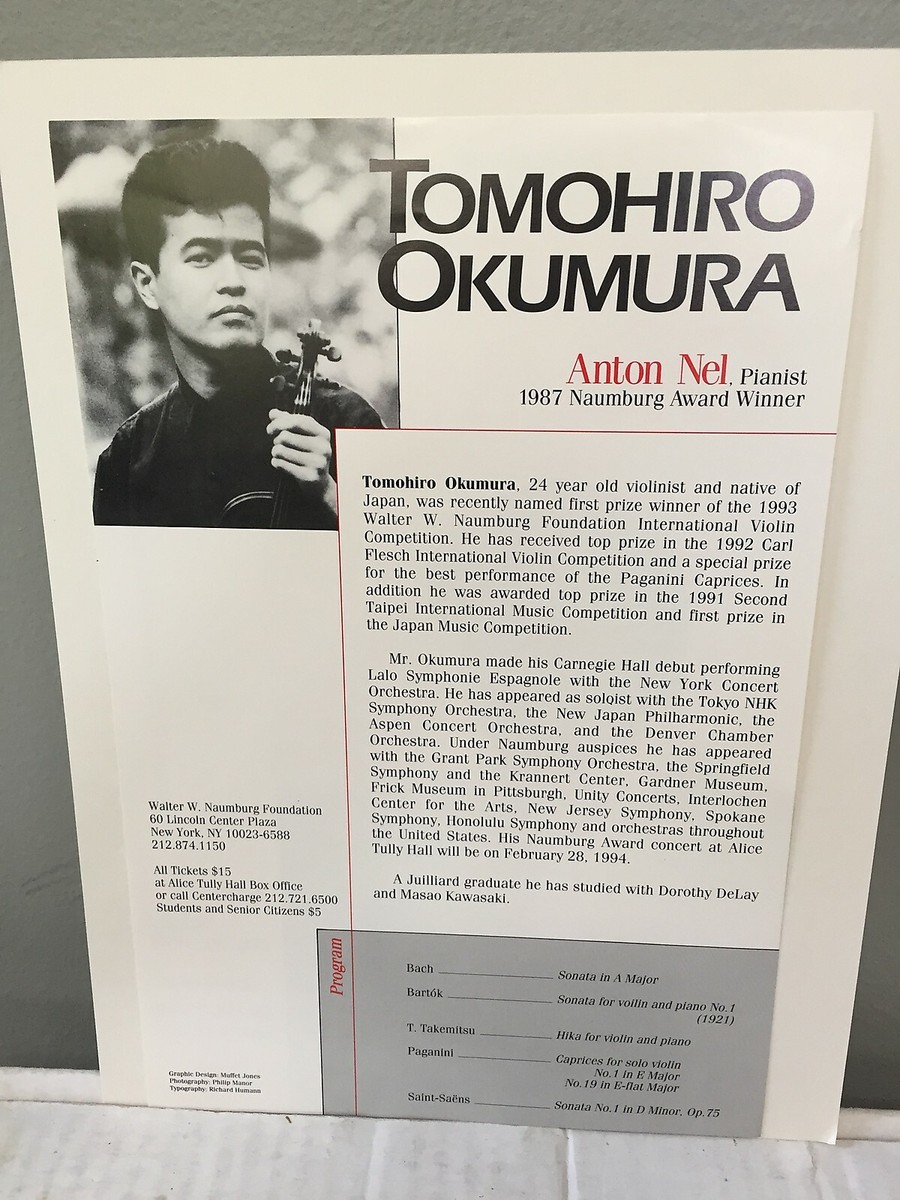 TOMOHIRO
OKUMURA
Anton Nel, Pianist
1987 Naumburg Award Winner
Tomohiro Okumura, 24 year old violinist and native of
Japan, was recently named first prize winner of the 1993
Walter W. Naumburg Foundation International Violin
Competition. He has received top prize in the 1992 Carl
Flesch International Violin Competition and a special prize
for the best performance of the Paganini Caprices. In
addition he was awarded top prize in the 1991 Second
Taipei International Music Competition and first prize in
the Japan Music Competition.
Mr. Okumura made his Carnegie Hall debut performing
Lalo Symphonie Espagnole with the New York Concert
Orchestra. He has appeared as soloist with the Tokyo NHK
Symphony Orchestra, the New Japan Philharmonic, the
Aspen Concert Orchestra, and the Denver Chamber
Orchestra. Under Naumburg auspices he has appeared
with the Grant Park Symphony Orchestra, the Springfield
Symphony and the Krannert Center, Gardner Museum,
Frick Museum in Pittsburgh, Unity Concerts, Interlochen
Center for the Arts, New Jersey Symphony, Spokane
Symphony, Honolulu Symphony and orchestras throughout
the United States. His Naumburg Award concert at Alice
Tully Hall will be on February 28, 1994.
A Juilliard graduate he has studied with Dorothy DeLay
and Masao Kawasaki.
Walter W. Naumburg Foundation
60 Lincoln Center Plaza
New York, NY 10023-6588
212.874.1150
All Tickets $15
at Alice Tully Hall Box Office
or call Centercharge 212.721.6500
Students and Senior Citizens $5
Program
Bach Sonata in A Major
Bartók Sonata for voilin and piano No.1
(1921)
T. Takemitsu Hika for violin and piano
Paganini Caprices for solo violin
No.1 in E Major
No.19 in E-flat Major
Saint-Saëns Sonata No.1 in D Minor, Op.75
Graphic Design: Muffet Jones
Photography: Philip Manor
Typography: Richard Humann